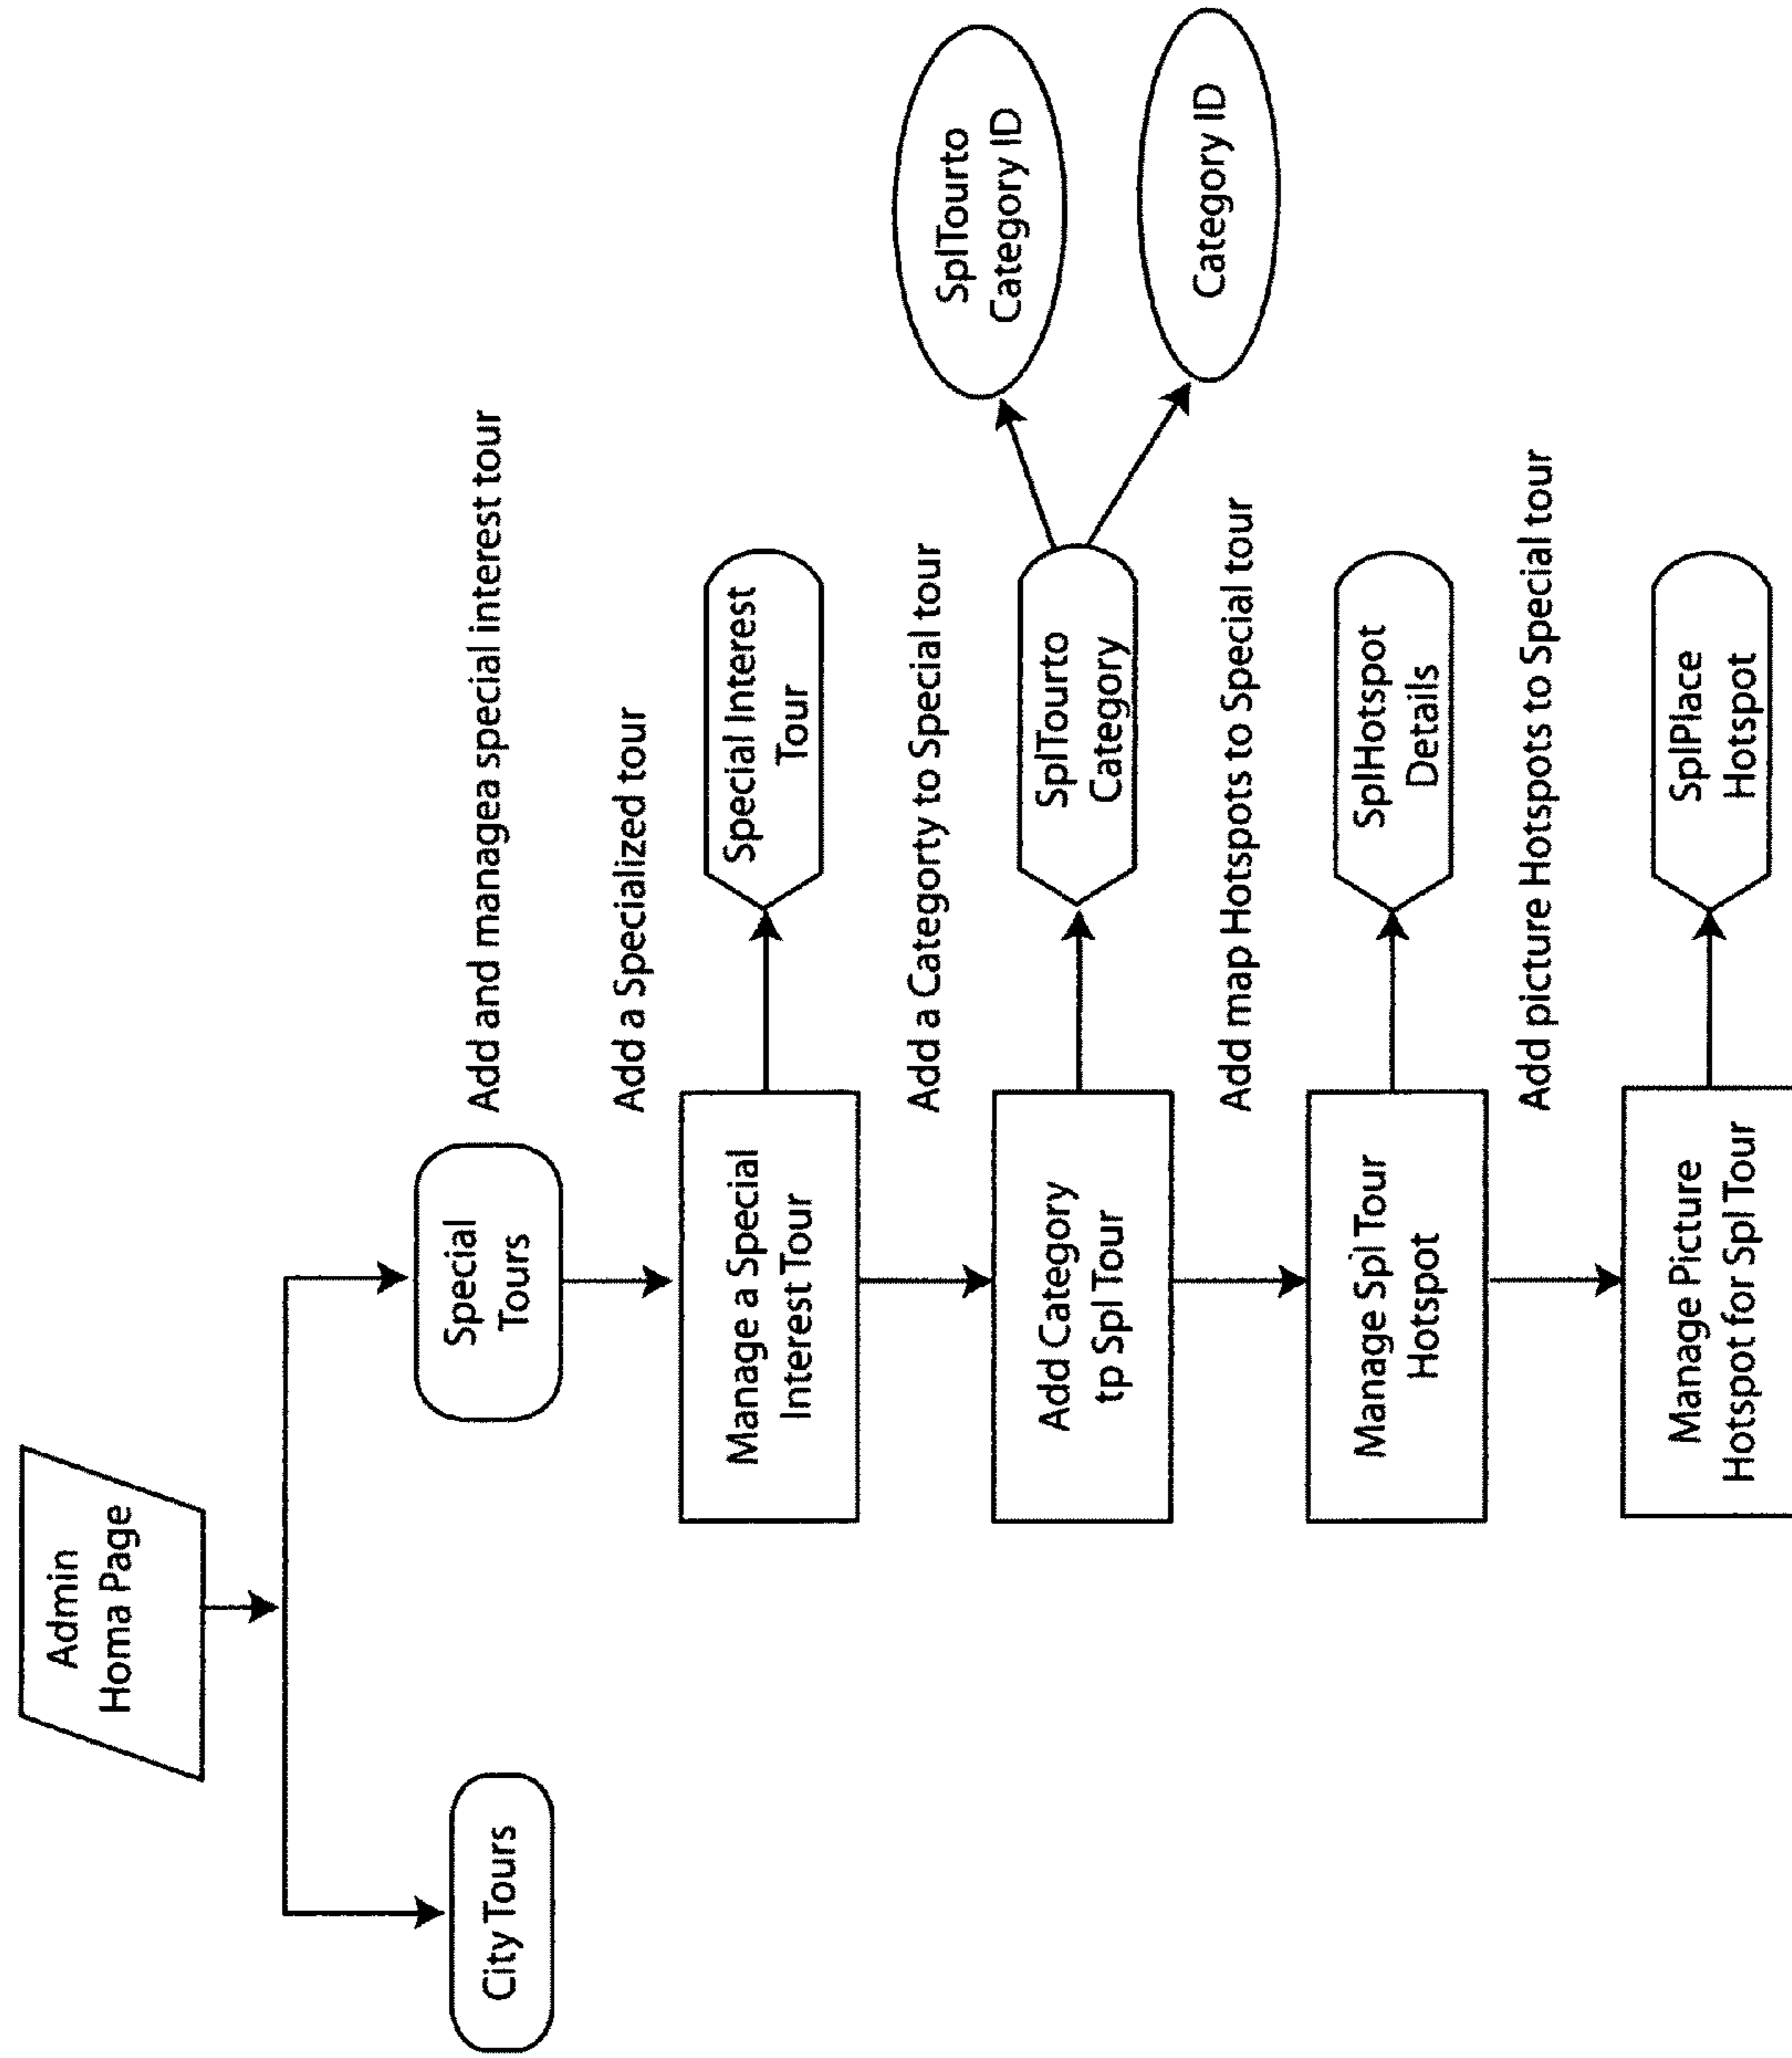 Admin
Homa Page
City Tours
Special
Tours
Add and managea special interest tour
Add a Specialized tour
Manage a Special
Interest Tour
Special Interest
Tour
Add a Categorty to Special tour
Add Category
tp Spl Tour
SplTourto
Category
SplTourto
Category ID
Category ID
Add map Hotspots to Special tour
Manage Spl Tour
Hotspot
SplHotspot
Details
Add picture Hotspots to Special tour
Manage Picture
Hotspot for Spl Tour
SplPlace
Hotspot